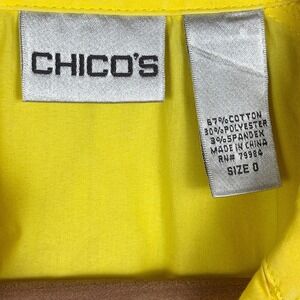 CHICO'S
67% COTTON
30% POLYESTER
3% SPANDEX
MADE IN CHINA
RN# 79984
SIZE 0